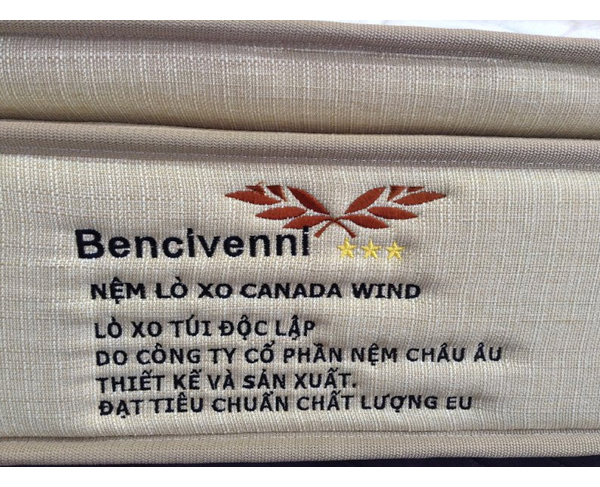 Bencivenni
NỆM LÒ XO CANADA WIND
LÒ XO TÚI ĐỘC LẬP
DO CÔNG TY CỔ PHẦN NỆM CHÂU ÂU
THIẾT KẾ VÀ SẢN XUẤT.
ĐẠT TIÊU CHUẨN CHẤT LƯỢNG EU